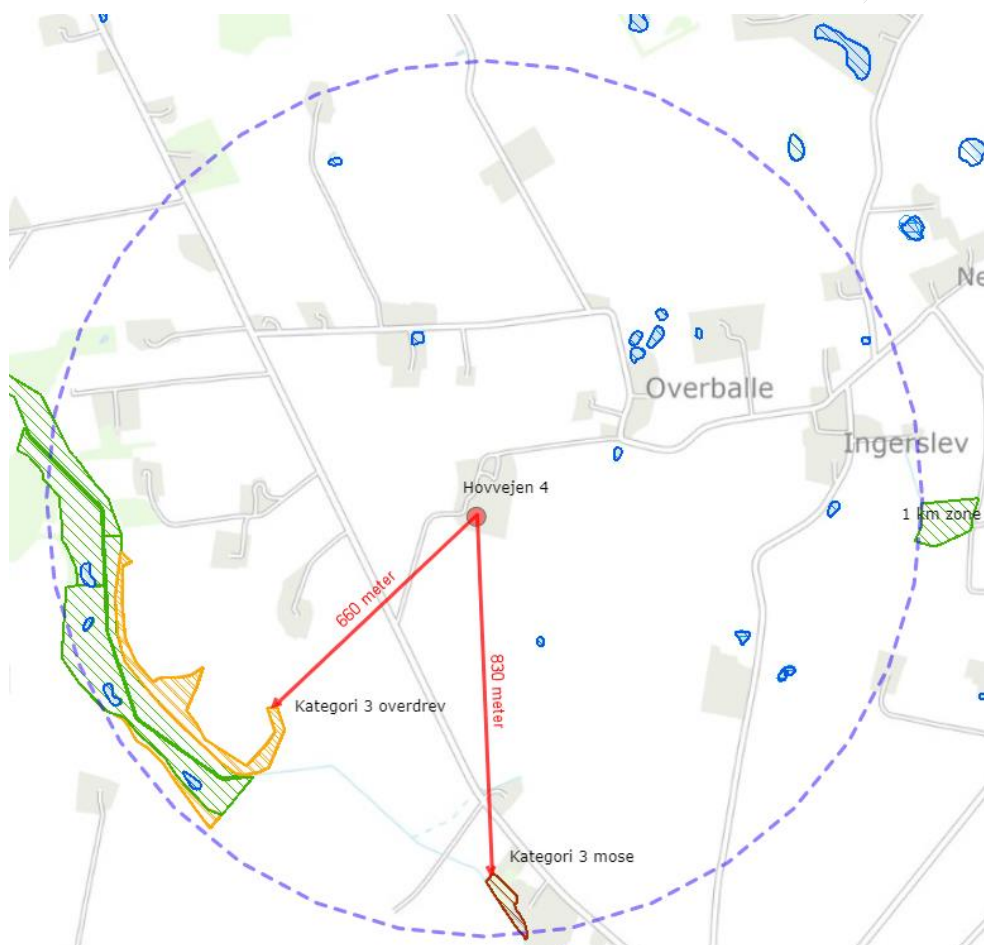 Ne
Overballe
Ingerslev
Hovvejen 4
1 km zone
660 meter
830 meter
Kategori 3 overdrev
Kategori 3 mose